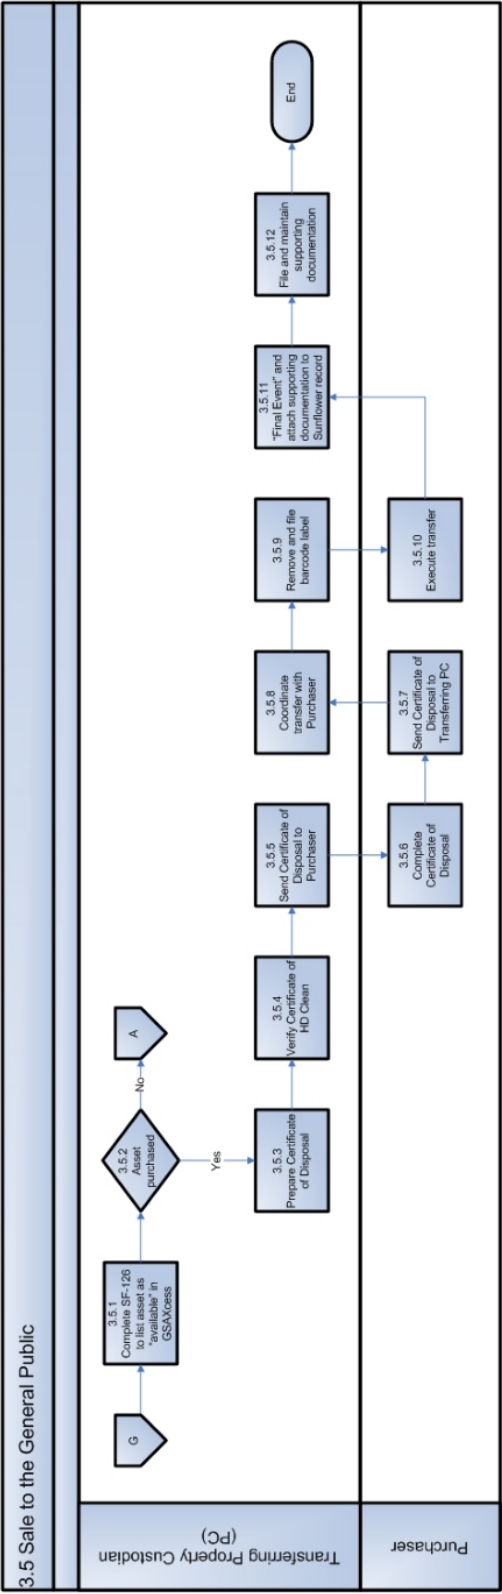 3.5 Sale to the General Public
Transferring Property Custodian
(PC)
G
3.5.1
Complete SF-126
to list asset as
"available" in
GSAXcess
3.5.2
Asset
purchased
No
A
Yes
3.5.3
Prepare Certificate
of Disposal
3.5.4
Verify Certificate of
HD Clean
3.5.5
Send Certificate of
Disposal to
Purchaser
3.5.8
Coordinate
transfer with
Purchaser
3.5.9
Remove and file
barcode label
3.5.11
"Final Event" and
attach supporting
documentation to
Sunflower record
3.5.12
File and maintain
supporting
documentation
End
Purchaser
3.5.6
Complete
Certificate of
Disposal
3.5.7
Send Certificate of
Disposal to
Transferring PC
3.5.10
Execute transfer